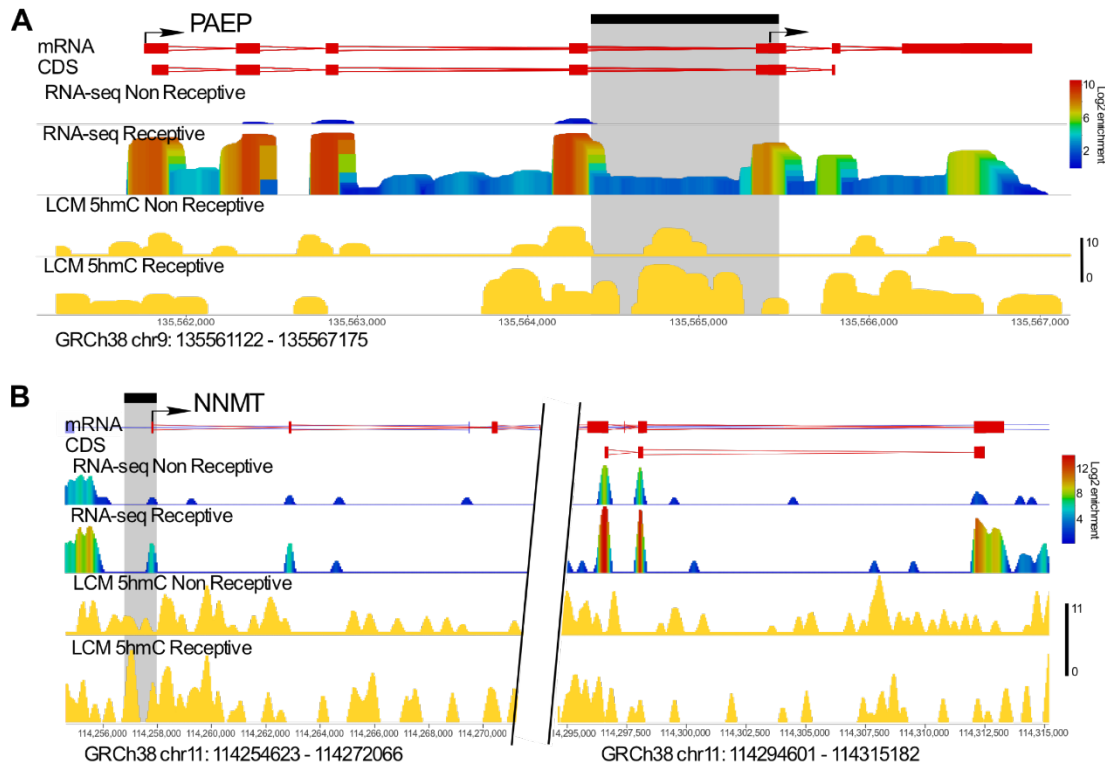 A
PAEP
mRNA
CDS
RNA-seq Non Receptive
RNA-seq Receptive
LCM 5hmC Non Receptive
LCM 5hmC Receptive
10
6
2
Log2 enrichment
10
0
135,562,000 135,563,000 135,564,000 135,565,000 135,566,000 135,567,000
GRCh38 chr9: 135561122 - 135567175
B
NNMT
mRNA
CDS
RNA-seq Non Receptive
RNA-seq Receptive
LCM 5hmC Non Receptive
LCM 5hmC Receptive
12
8
4
Log2 enrichment
11
0
114,256,000 114,258,000 114,260,000 114,262,000 114,264,000 114,266,000 114,268,000 114,270,000 114,295,000 114,297,500 114,300,000 114,302,500 114,305,000 114,307,500 114,310,000 114,312,500 114,315,000
GRCh38 chr11: 114254623 - 114272066 GRCh38 chr11: 114294601 - 114315182